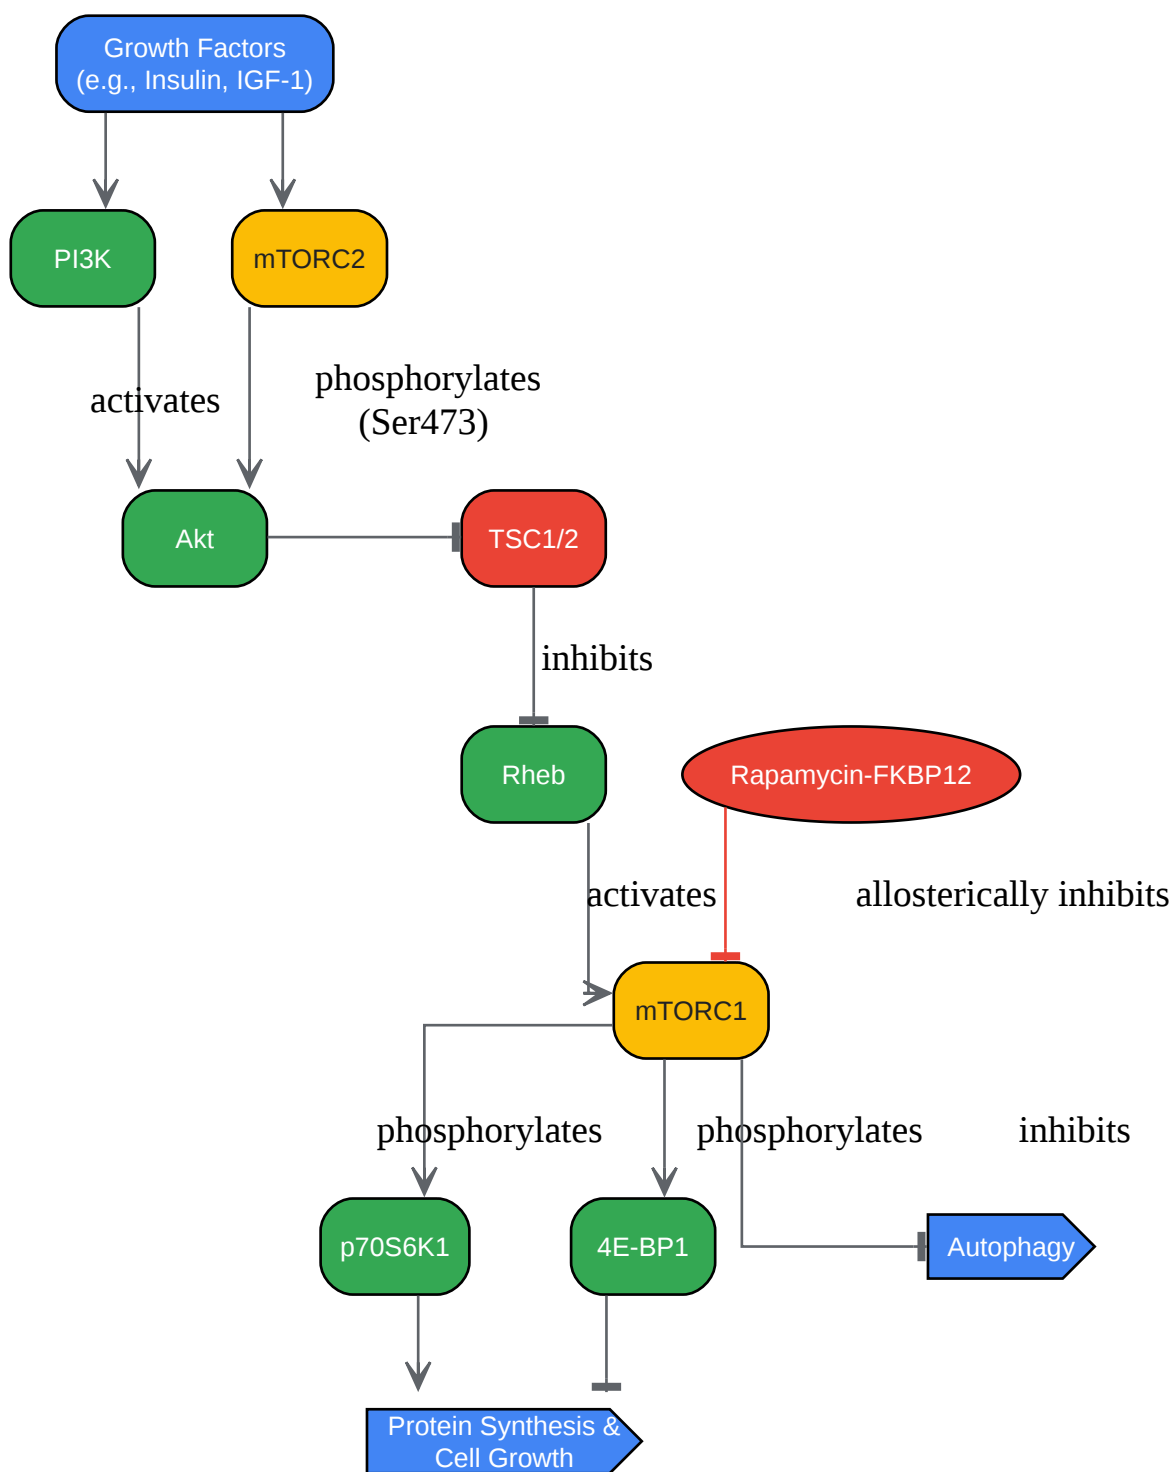 Growth Factors
(e.g., Insulin, IGF-1)
PI3K
mTORC2
activates
phosphorylates
(Ser473)
Akt
TSC1/2
inhibits
Rheb
Rapamycin-FKBP12
activates
allosterically inhibits
mTORC1
phosphorylates
phosphorylates
inhibits
p70S6K1
4E-BP1
Autophagy
Protein Synthesis &
Cell Growth